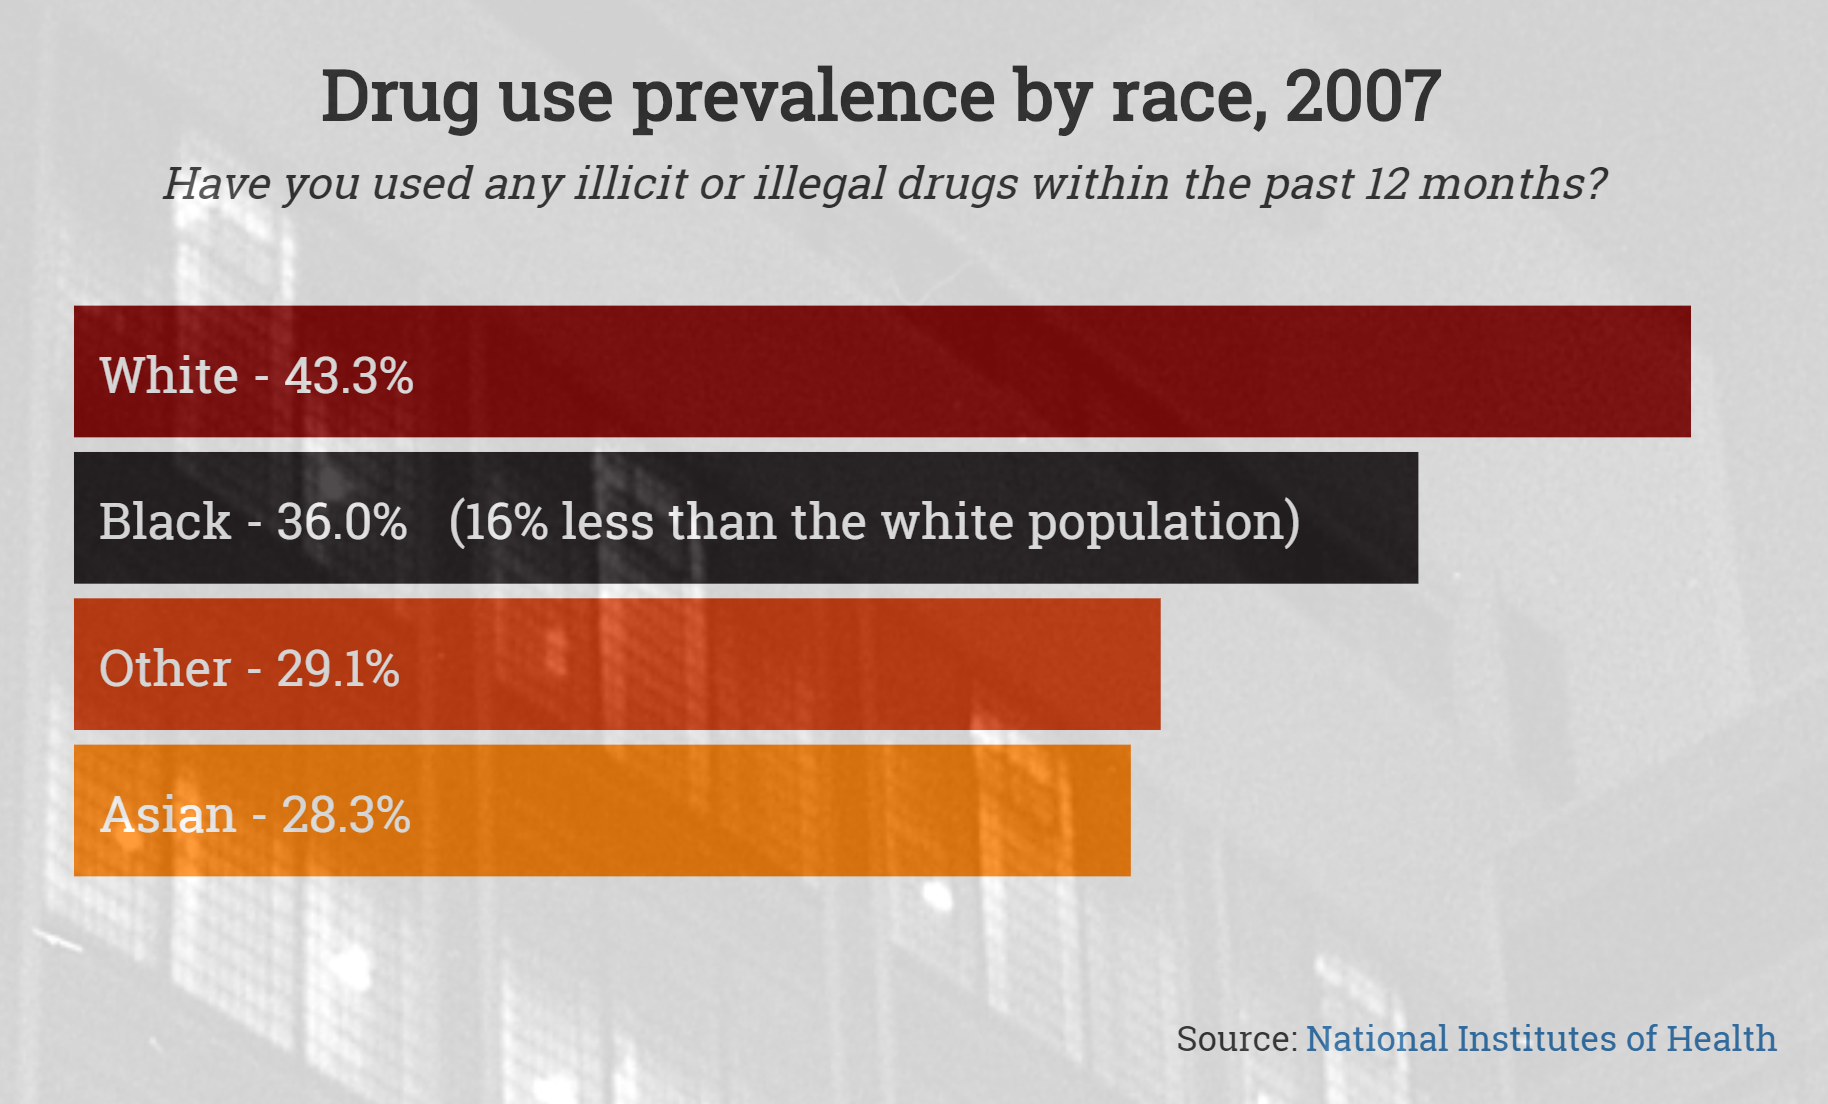 Drug use prevalence by race, 2007
Have you used any illicit or illegal drugs within the past 12 months?
White - 43.3%
Black - 36.0% (16% less than the white population)
Other - 29.1%
Asian - 28.3%
Source: National Institutes of Health